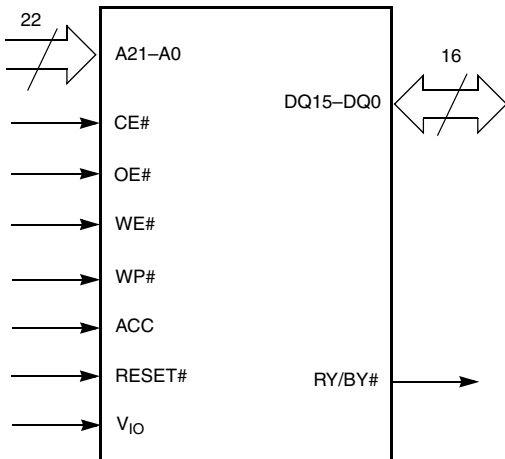 22
A21–A0
16
DQ15–DQ0
CE#
OE#
WE#
WP#
ACC
RESET#
RY/BY#
VIO